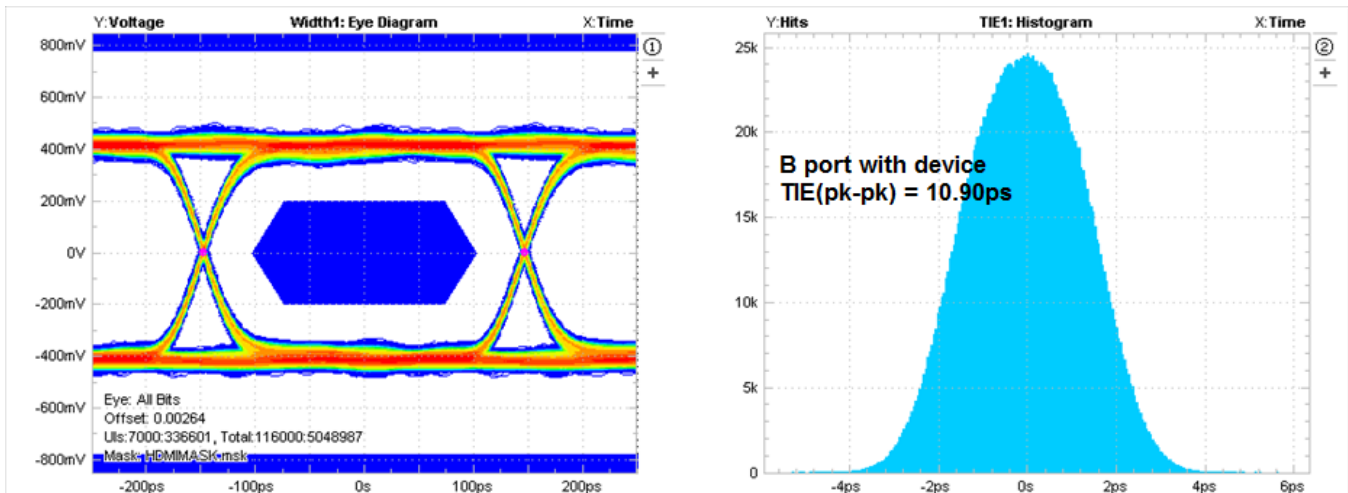 Y:Voltage Width1: Eye Diagram X:Time
800mV
600mV
400mV
200mV
0V
-200mV
-400mV
-600mV
-800mV
Eye: All Bits
Offset: 0.00264
UIs:7000:336601, Total:116000:5048987
Mask: HDMIMASK.msk
-200ps -100ps 0s 100ps 200ps
①
+
Y:Hits TIE1: Histogram X:Time
25k
20k
15k
10k
5k
0
B port with device
TIE(pk-pk) = 10.90ps
-4ps -2ps 0s 2ps 4ps 6ps
②
+